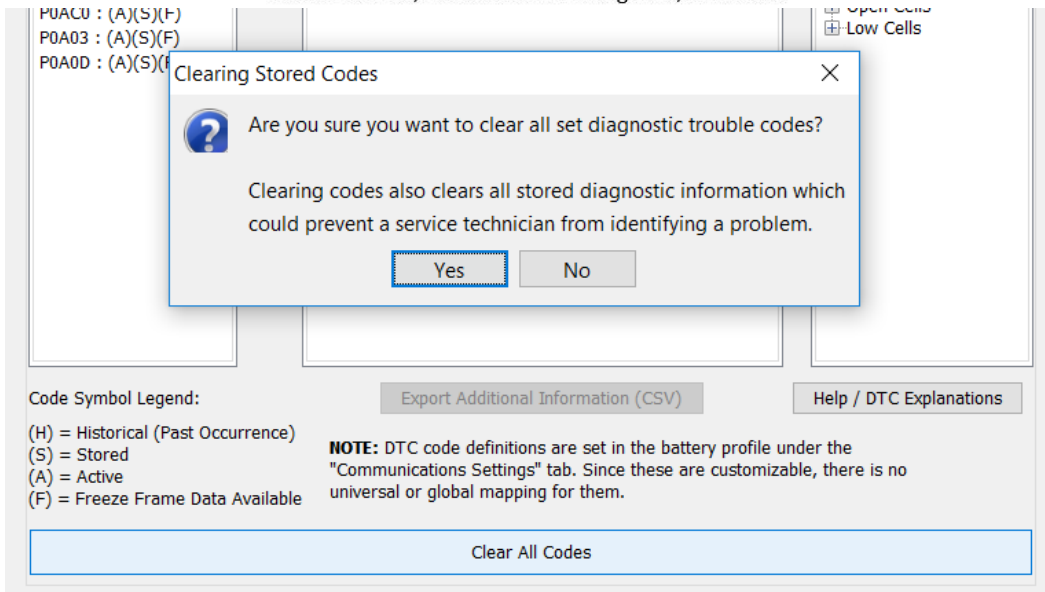 P0AC0 : (A)(S)(F)
Open Cells
P0A03 : (A)(S)(F)
Low Cells
P0A0D : (A)(S)(F
Clearing Stored Codes
Are you sure you want to clear all set diagnostic trouble codes?
Clearing codes also clears all stored diagnostic information which
could prevent a service technician from identifying a problem.
Yes
No
Code Symbol Legend:
Export Additional Information (CSV)
Help / DTC Explanations
(H) = Historical (Past Occurrence)
(S) = Stored
(A) = Active
(F) = Freeze Frame Data Available
NOTE: DTC code definitions are set in the battery profile under the
"Communications Settings" tab. Since these are customizable, there is no
universal or global mapping for them.
Clear All Codes